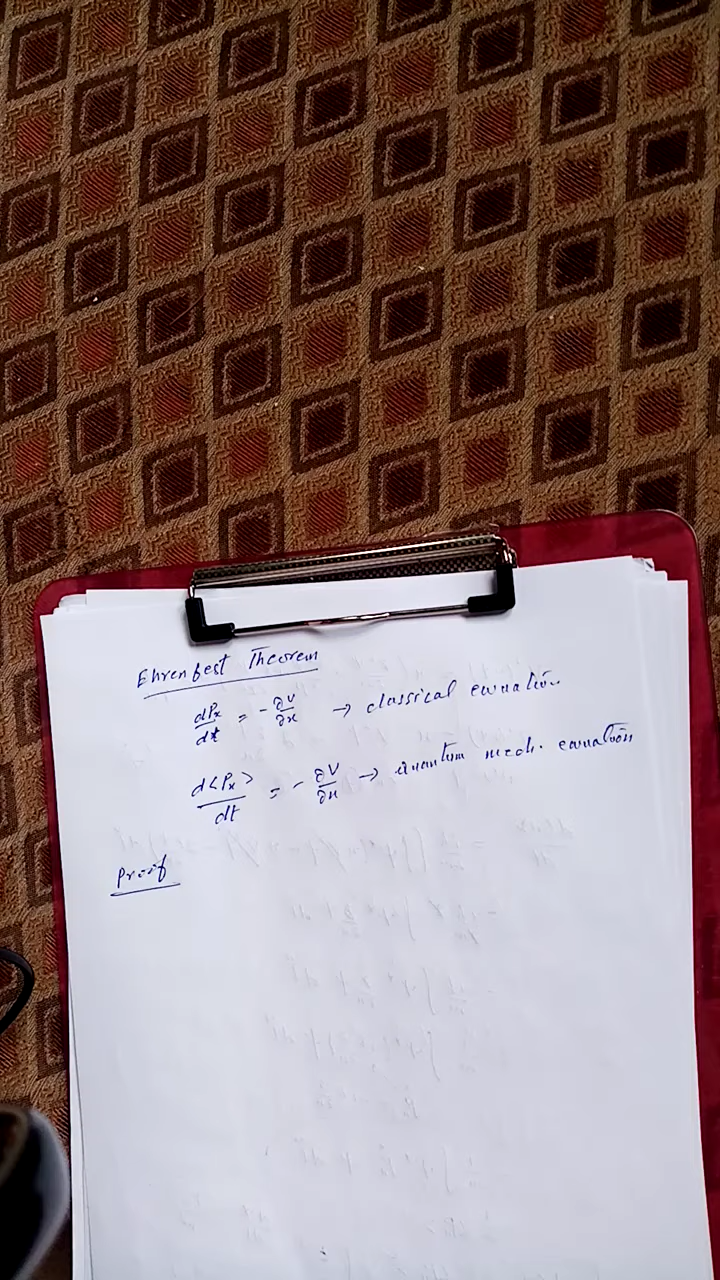 Ehrenfest Theorem
dPx/dt = -∂V/∂x → classical equation
d<Px>/dt = -∂V/∂x → quantum mech. equation
Proof